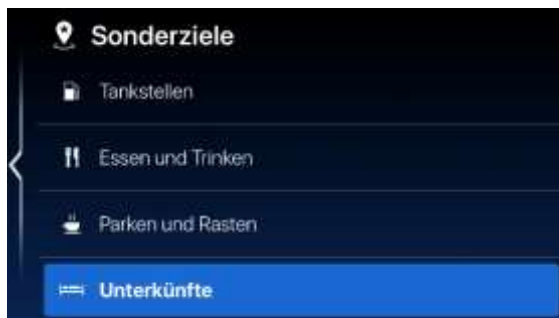 Sonderziele
Tankstellen
Essen und Trinken
Parken und Rasten
Unterkünfte